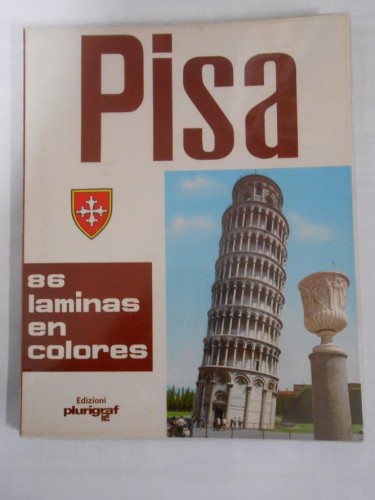 Pisa
86
laminas
en
colores
Edizioni
plurigraf